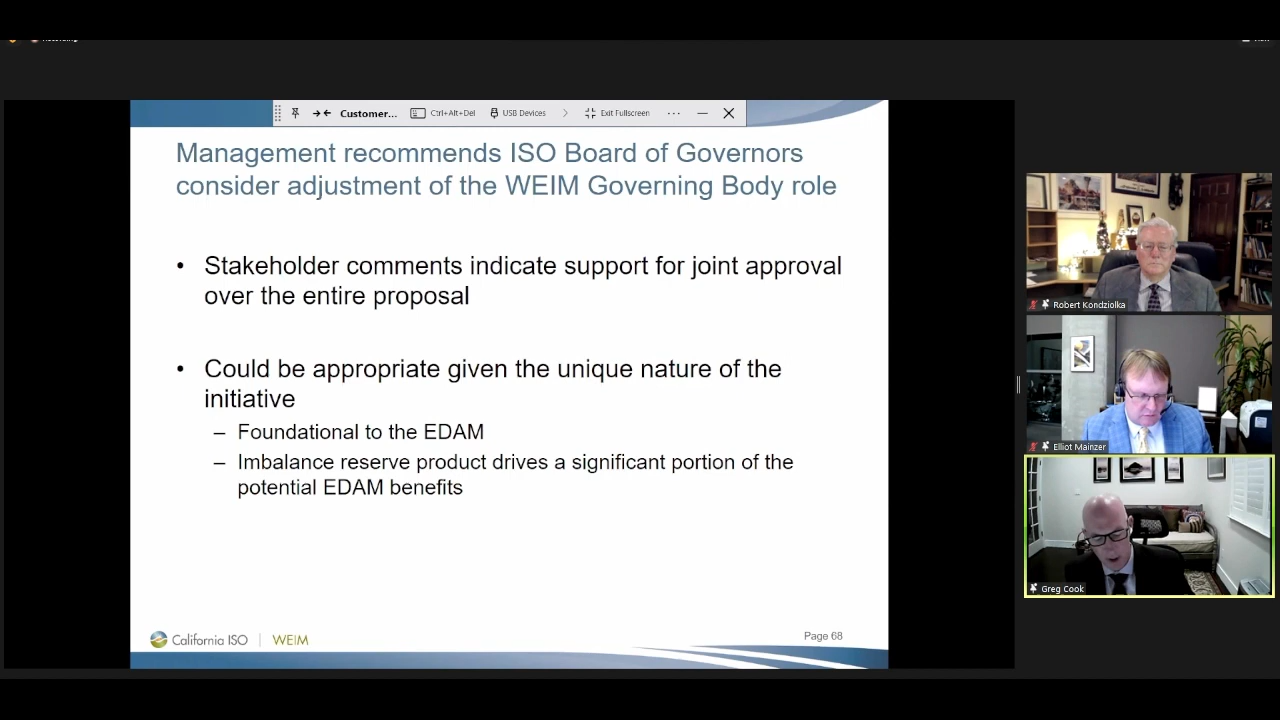 Recording
View
Customer...
Ctrl+Alt+Del
USB Devices
Exit Fullscreen
Management recommends ISO Board of Governors
consider adjustment of the WEIM Governing Body role
• Stakeholder comments indicate support for joint approval
over the entire proposal
• Could be appropriate given the unique nature of the
initiative
– Foundational to the EDAM
– Imbalance reserve product drives a significant portion of the
potential EDAM benefits
California ISO | WEIM
Page 68
Robert Kondziolka
Elliot Mainzer
Greg Cook